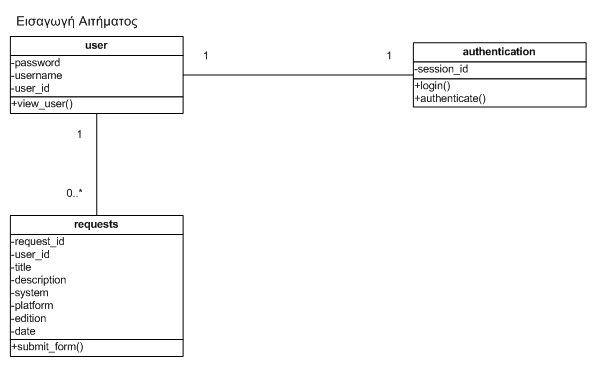 Εισαγωγή Αιτήματος
user
-password
-username
-user_id
+view_user()
1
1
authentication
-session_id
+login()
+authenticate()
1
0..*
requests
-request_id
-user_id
-title
-description
-system
-platform
-edition
-date
+submit_form()